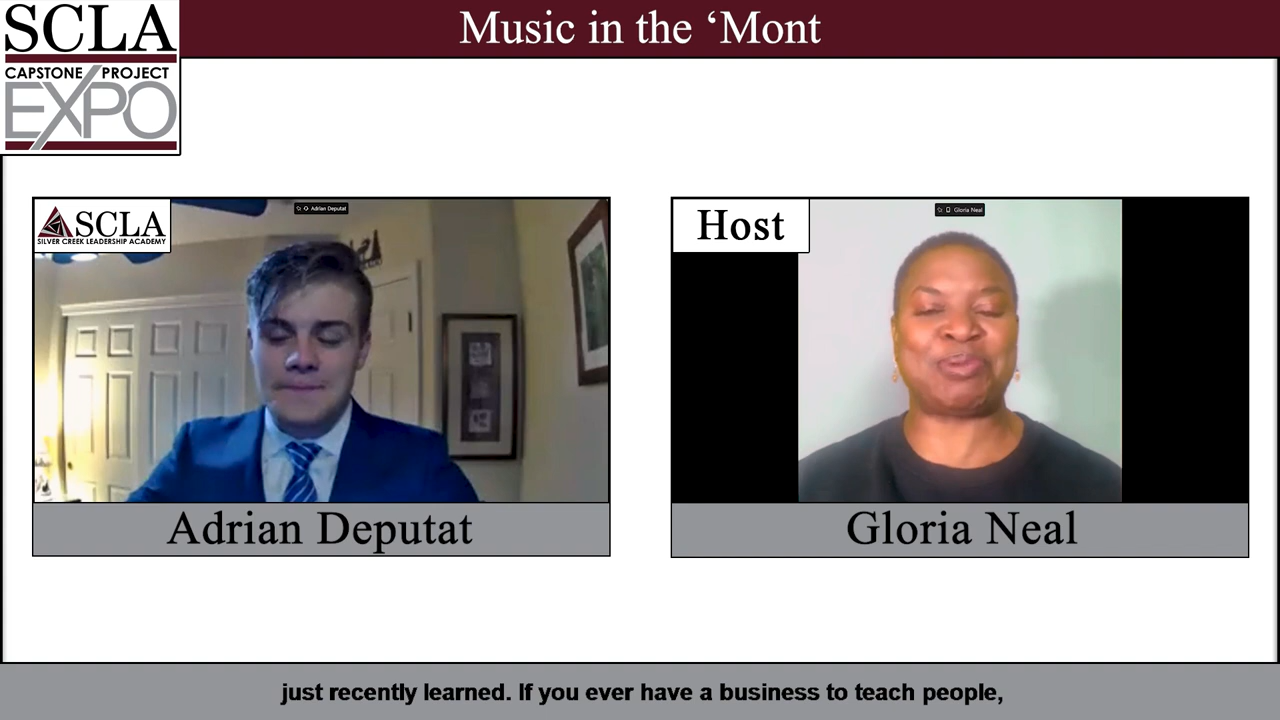 SCLA
CAPSTONE PROJECT
EXPO
Music in the ‘Mont
SCLA
SILVER CREEK LEADERSHIP ACADEMY
Adrian Deputat
Host
Gloria Neal
Adrian Deputat
Gloria Neal
just recently learned. If you ever have a business to teach people,